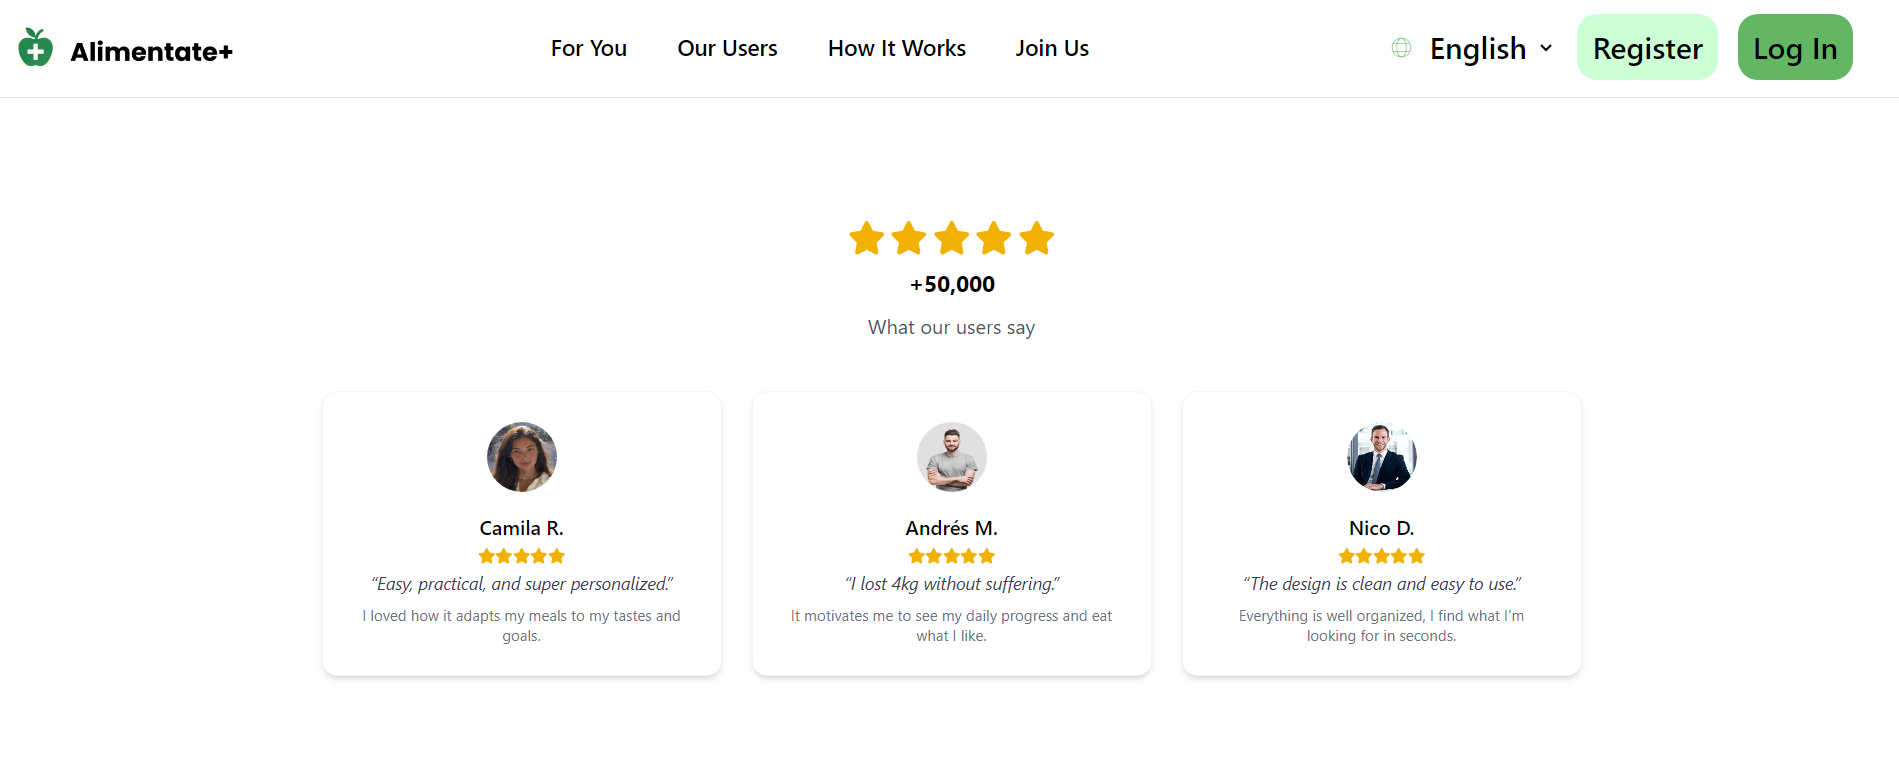 Alimentate+
For You
Our Users
How It Works
Join Us
English
Register
Log In
+50,000
What our users say
Camila R.
“Easy, practical, and super personalized.”
I loved how it adapts my meals to my tastes and
goals.
Andrés M.
“I lost 4kg without suffering.”
It motivates me to see my daily progress and eat
what I like.
Nico D.
“The design is clean and easy to use.”
Everything is well organized, I find what I'm
looking for in seconds.